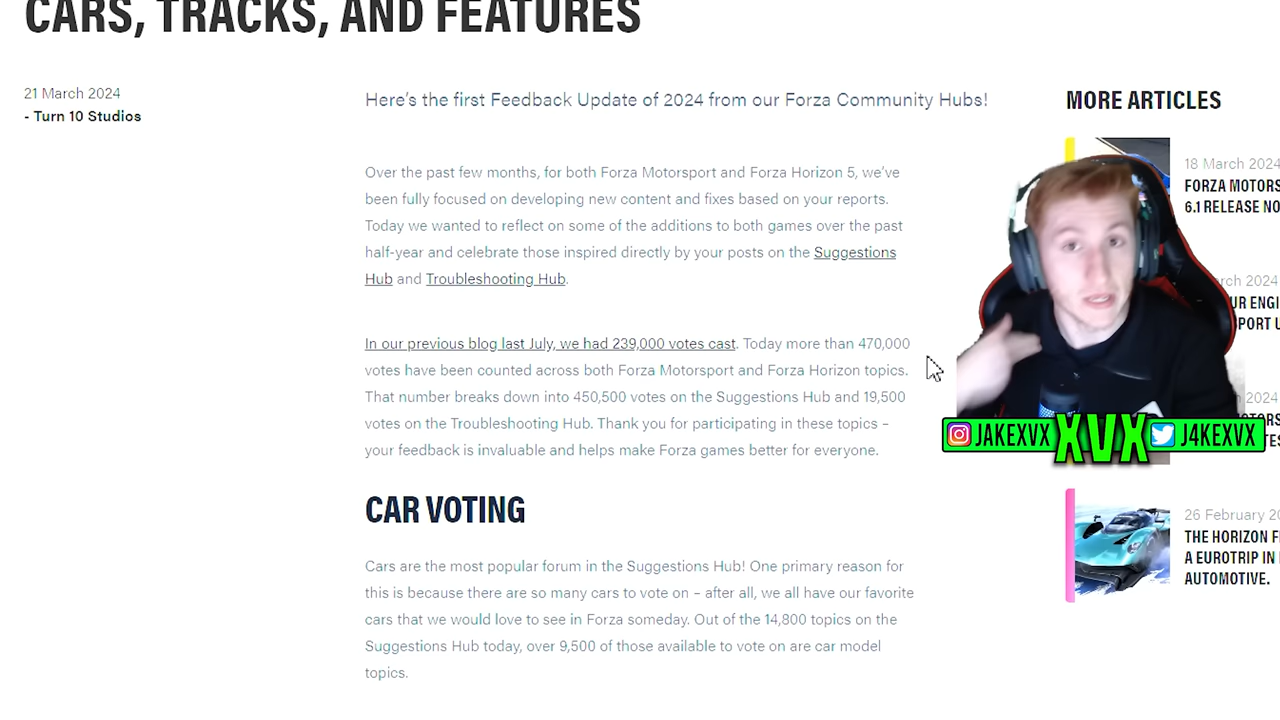 CARS, TRACKS, AND FEATURES
21 March 2024
- Turn 10 Studios
Here's the first Feedback Update of 2024 from our Forza Community Hubs!
Over the past few months, for both Forza Motorsport and Forza Horizon 5, we've
been fully focused on developing new content and fixes based on your reports.
Today we wanted to reflect on some of the additions to both games over the past
half-year and celebrate those inspired directly by your posts on the Suggestions
Hub and Troubleshooting Hub.
In our previous blog last July, we had 239,000 votes cast. Today more than 470,000
votes have been counted across both Forza Motorsport and Forza Horizon topics.
That number breaks down into 450,500 votes on the Suggestions Hub and 19,500
votes on the Troubleshooting Hub. Thank you for participating in these topics –
your feedback is invaluable and helps make Forza games better for everyone.
CAR VOTING
Cars are the most popular forum in the Suggestions Hub! One primary reason for
this is because there are so many cars to vote on – after all, we all have our favorite
cars that we would love to see in Forza someday. Out of the 14,800 topics on the
Suggestions Hub today, over 9,500 of those available to vote on are car model
topics.
MORE ARTICLES
18 March 2024
FORZA MOTORS
6.1 RELEASE NO
2024
JAKEXVX XVX J4KEXVX
26 February 20
THE HORIZON F
A EUROTRIP IN
AUTOMOTIVE.